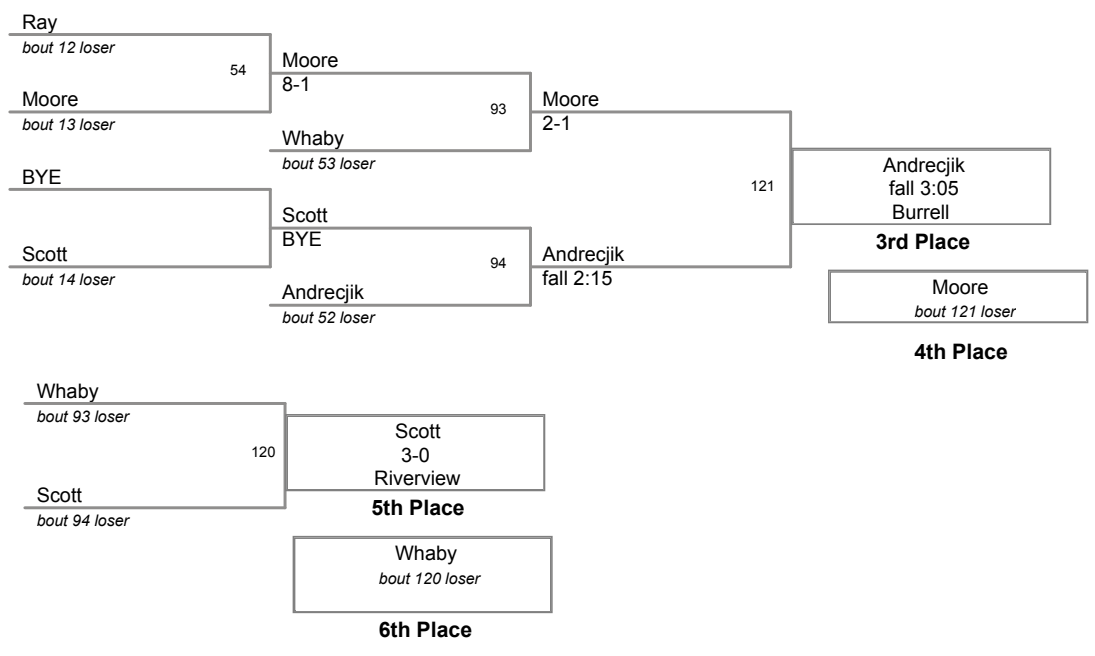 Ray
bout 12 loser
54
Moore
8-1
Moore
bout 13 loser
93
Moore
2-1
Whaby
bout 53 loser
BYE
121
Andrecjik
fall 3:05
Burrell
3rd Place
Scott
BYE
Scott
bout 14 loser
94
Andrecjik
fall 2:15
Andrecjik
bout 52 loser
Moore
bout 121 loser
4th Place
Whaby
bout 93 loser
120
Scott
3-0
Riverview
5th Place
Scott
bout 94 loser
Whaby
bout 120 loser
6th Place